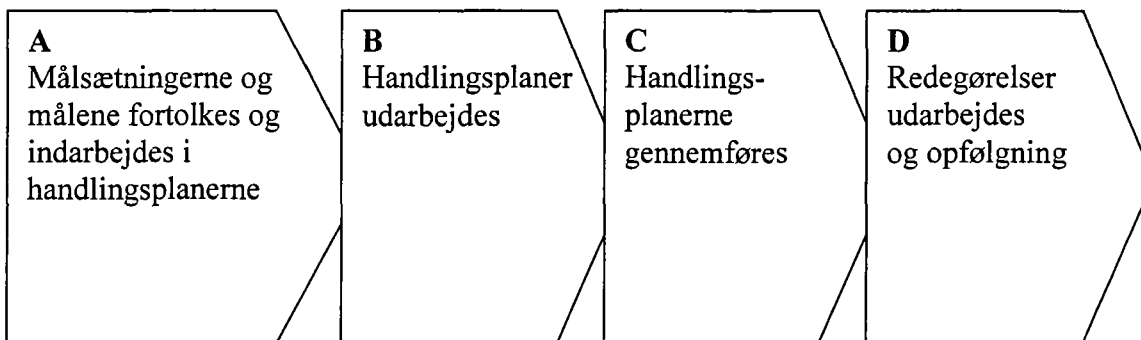 A
Målsætningerne og
målene fortolkes og
indarbejdes i
handlingsplanerne
B
Handlingsplaner
udarbejdes
C
Handlings-
planerne
gennemføres
D
Redegørelser
udarbejdes
og opfølgning